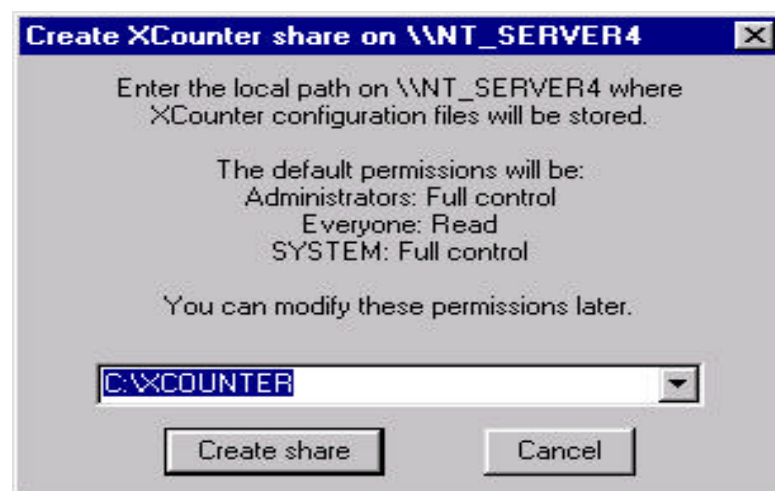 Create XCounter share on \\NT_SERVER4
Enter the local path on \\NT_SERVER4 where
XCounter configuration files will be stored.
The default permissions will be:
Administrators: Full control
Everyone: Read
SYSTEM: Full control
You can modify these permissions later.
C:\XCOUNTER
Create share
Cancel